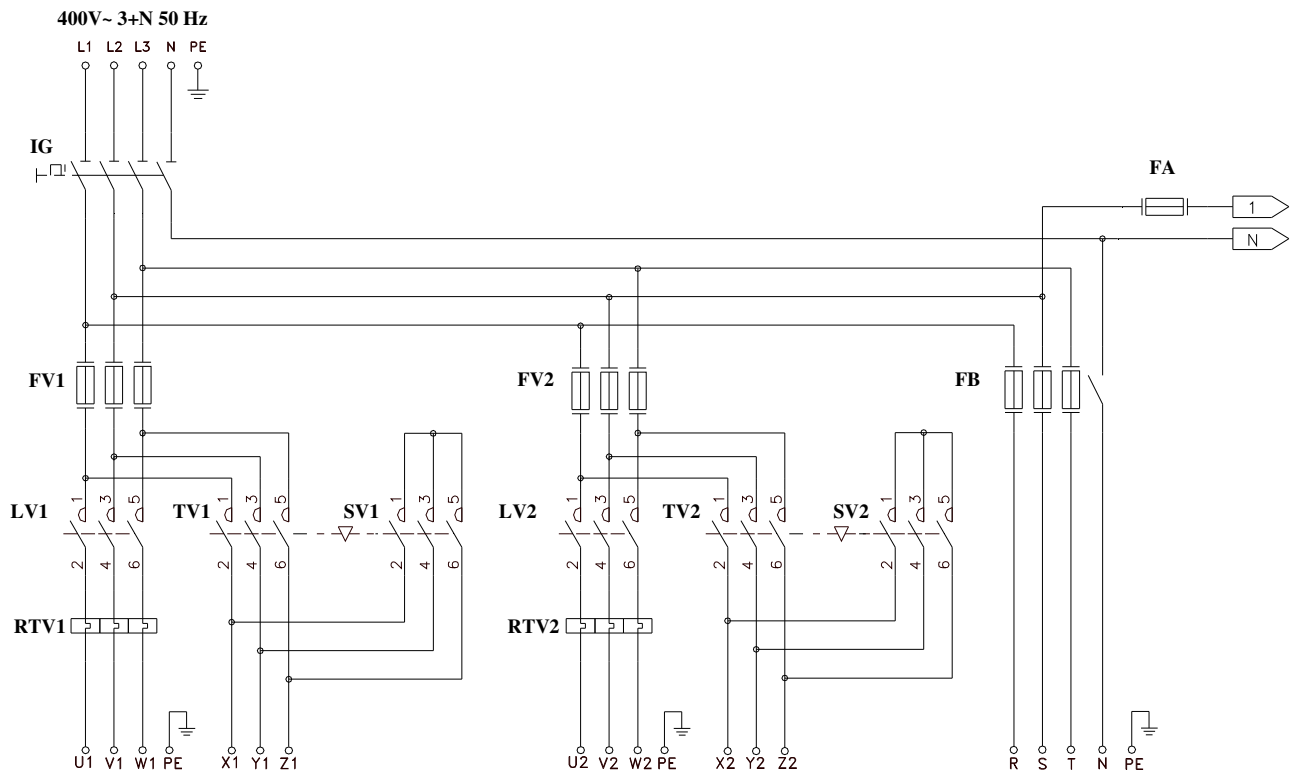 400V~ 3+N 50 Hz
L1 L2 L3 N PE
IG
FA
1
N
FV1 FV2 FB
1 3 5 1 3 5 1 3 5 1 3 5 1 3 5 1 3 5
LV1 TV1 SV1 LV2 TV2 SV2
2 4 6 2 4 6 2 4 6 2 4 6 2 4 6 2 4 6
RTV1 RTV2
U1 V1 W1 PE X1 Y1 Z1 U2 V2 W2 PE X2 Y2 Z2 R S T N PE